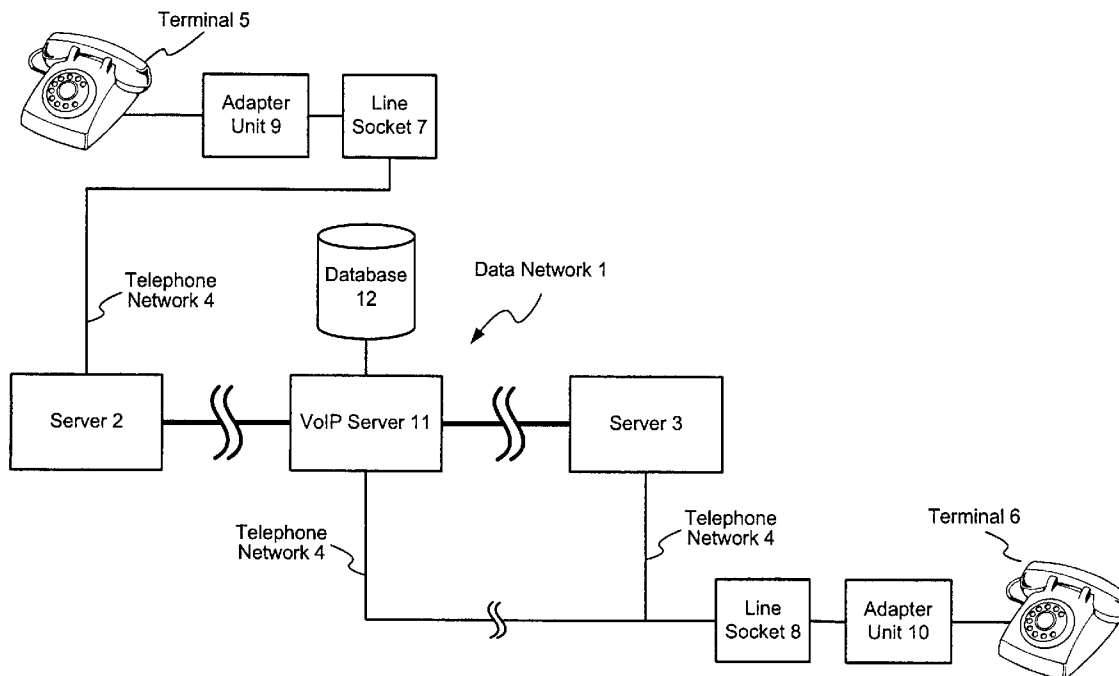 Terminal 5
Adapter
Unit 9
Line
Socket 7
Telephone
Network 4
Database
12
Data Network 1
Server 2
VoIP Server 11
Server 3
Telephone
Network 4
Telephone
Network 4
Terminal 6
Line
Socket 8
Adapter
Unit 10